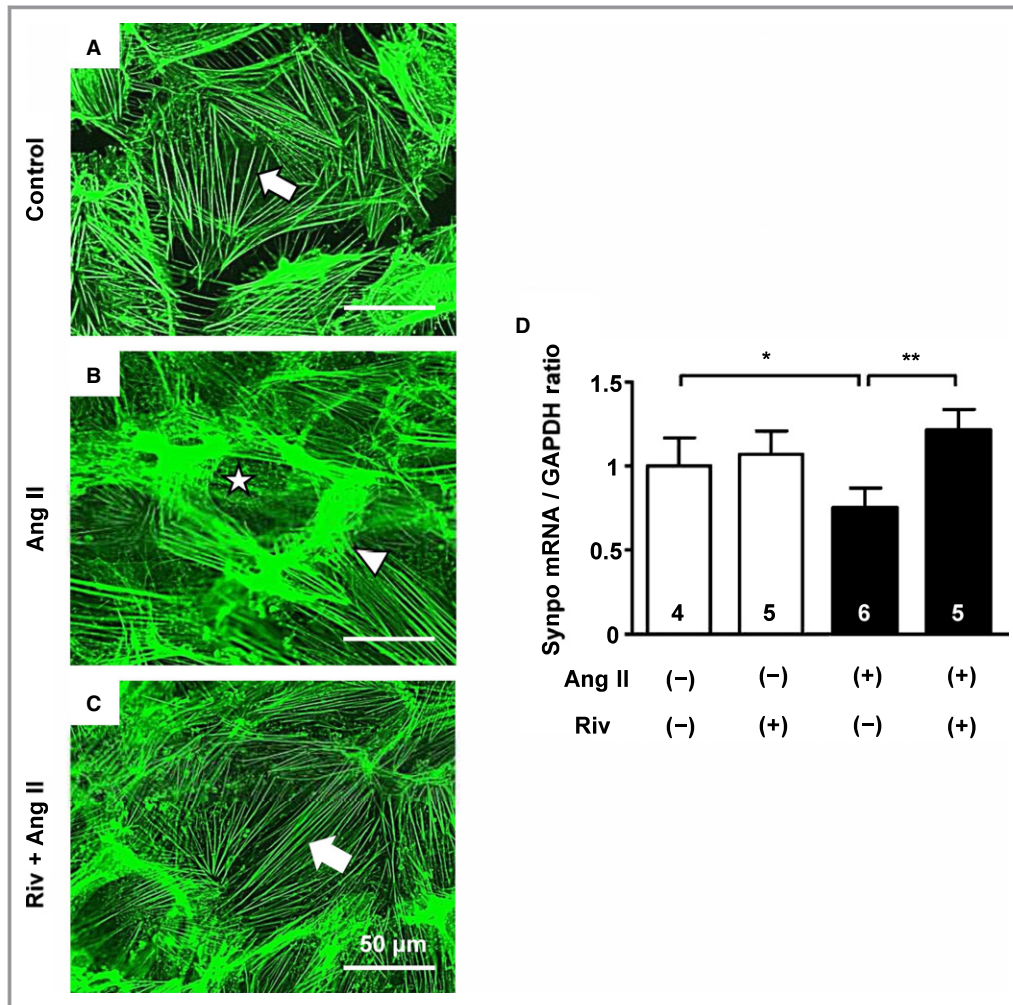 A
Control
B
Ang II
C
Riv + Ang II
50 µm
D
* **
Synpo mRNA / GAPDH ratio
1.5
1
0.5
0
4 5 6 5
Ang II (−) (−) (+) (+)
Riv (−) (+) (−) (+)